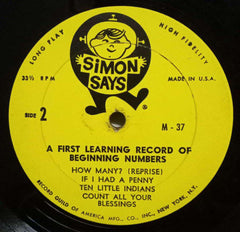 LONG PLAY
HIGH FIDELITY
SIMON
SAYS
33⅓ RPM
MADE IN U.S.A.
SIDE 2
M - 37
A FIRST LEARNING RECORD OF
BEGINNING NUMBERS
HOW MANY? (REPRISE)
IF I HAD A PENNY
TEN LITTLE INDIANS
COUNT ALL YOUR
BLESSINGS
RECORD GUILD OF AMERICA MFG., CO., INC., NEW YORK, N.Y.